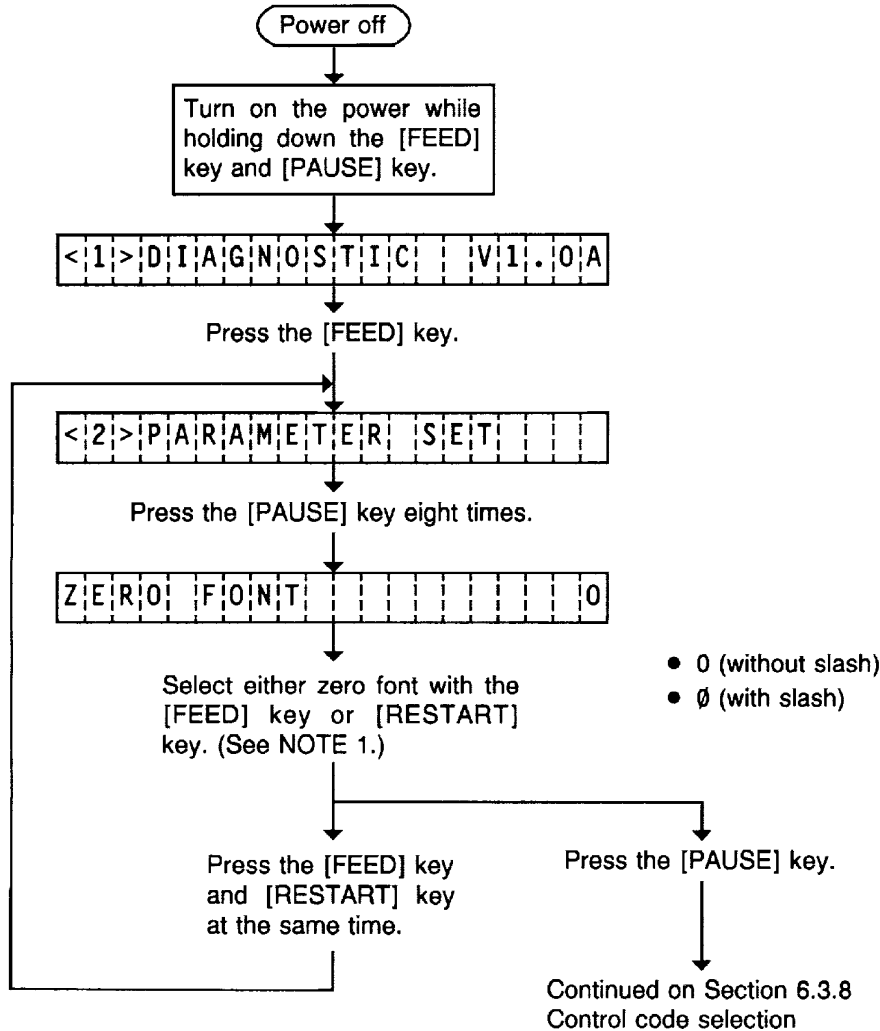 Power off
Turn on the power while
holding down the [FEED]
key and [PAUSE] key.
<1>DIAGNOSTIC  V1.0A
Press the [FEED] key.
<2>PARAMETER SET
Press the [PAUSE] key eight times.
ZERO FONT 0
● 0 (without slash)
● Ø (with slash)
Select either zero font with the
[FEED] key or [RESTART]
key. (See NOTE 1.)
Press the [FEED] key
and [RESTART] key
at the same time.
Press the [PAUSE] key.
Continued on Section 6.3.8
Control code selection